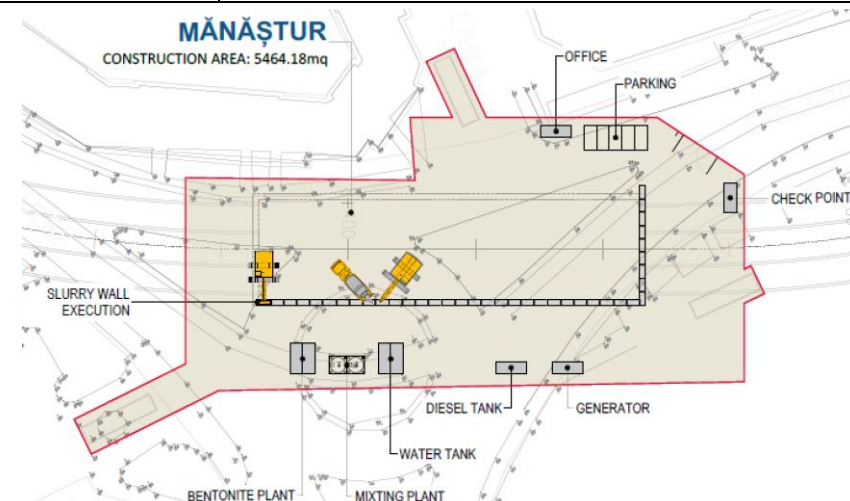 MĂNĂȘTUR
CONSTRUCTION AREA: 5464.18mq
OFFICE
PARKING
CHECK POINT
SLURRY WALL
EXECUTION
DIESEL TANK
GENERATOR
WATER TANK
BENTONITE PLANT
MIXTING PLANT